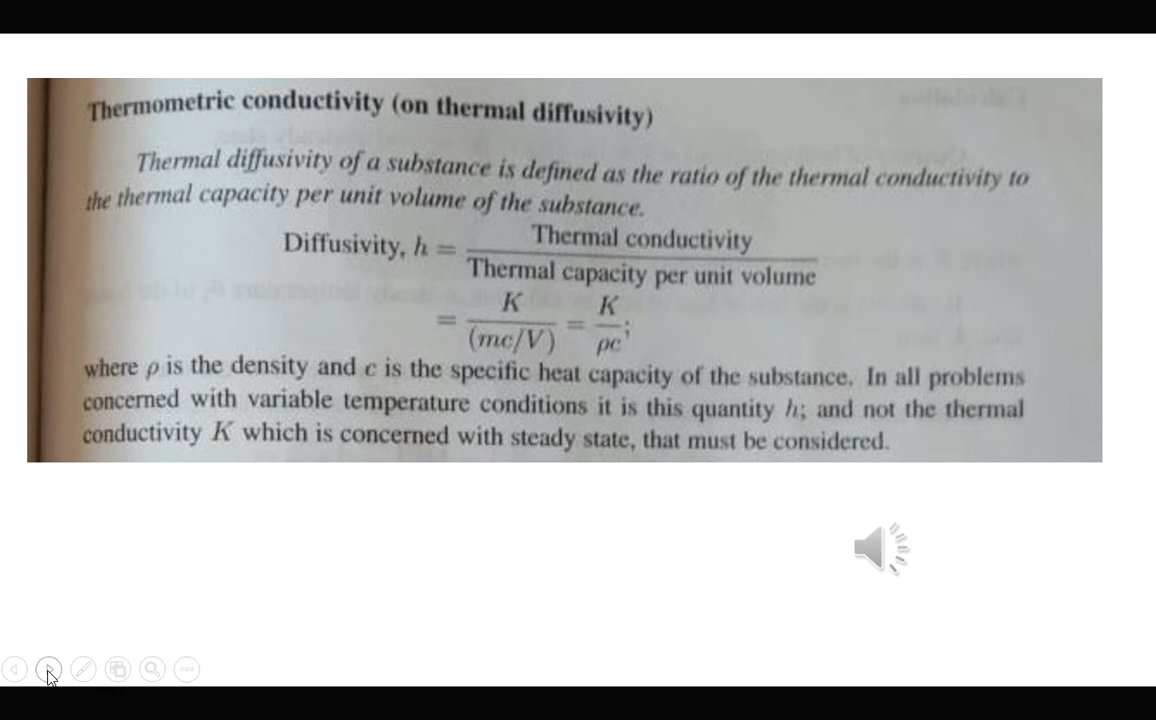 Thermometric conductivity (on thermal diffusivity)
Thermal diffusivity of a substance is defined as the ratio of the thermal conductivity to
the thermal capacity per unit volume of the substance.
Diffusivity, h = Thermal conductivity / Thermal capacity per unit volume
= K / (mc/V) = K / ρc ;
where ρ is the density and c is the specific heat capacity of the substance. In all problems
concerned with variable temperature conditions it is this quantity h; and not the thermal
conductivity K which is concerned with steady state, that must be considered.